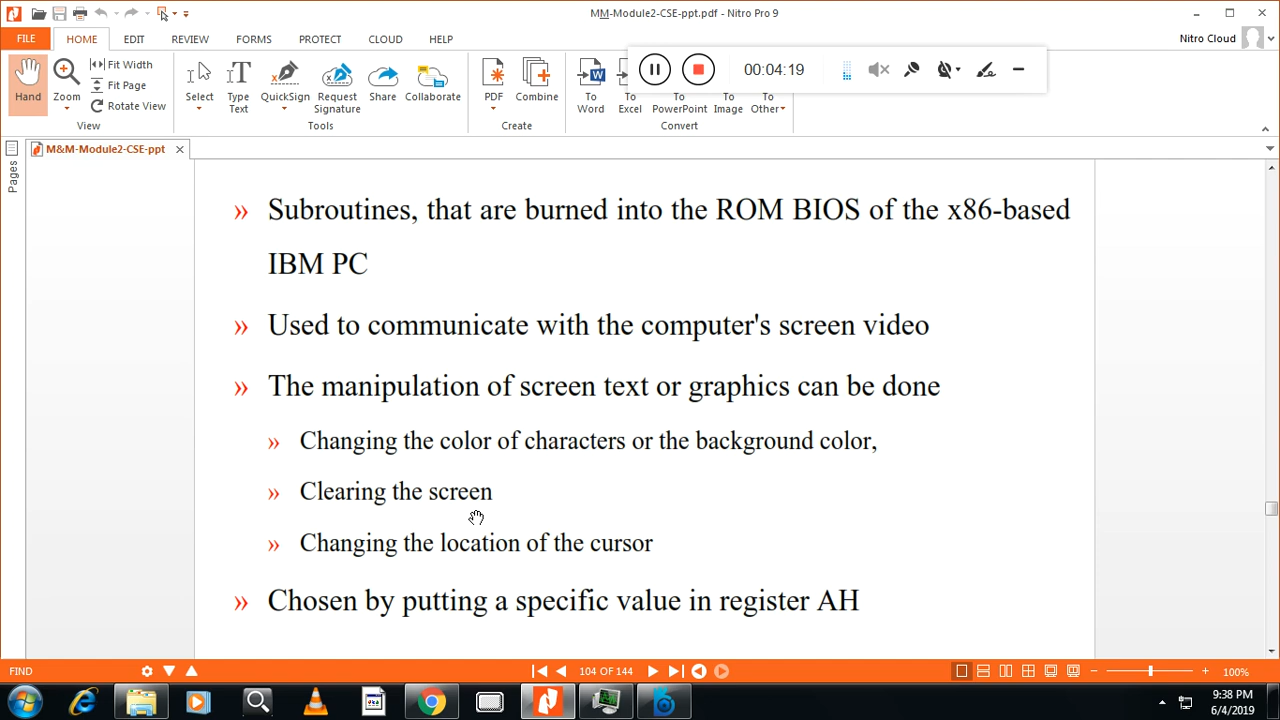 MM-Module2-CSE-ppt.pdf - Nitro Pro 9
FILE HOME EDIT REVIEW FORMS PROTECT CLOUD HELP Nitro Cloud
00:04:19
Hand Zoom Fit Width Fit Page Rotate View
Select Type Text QuickSign Request Signature Share Collaborate
PDF Combine To Word To Excel To PowerPoint To Image To Other
View Tools Create Convert
M&M-Module2-CSE-ppt
Pages
» Subroutines, that are burned into the ROM BIOS of the x86-based
IBM PC
» Used to communicate with the computer's screen video
» The manipulation of screen text or graphics can be done
» Changing the color of characters or the background color,
» Clearing the screen
» Changing the location of the cursor
» Chosen by putting a specific value in register AH
FIND 104 OF 144 100%
9:38 PM
6/4/2019